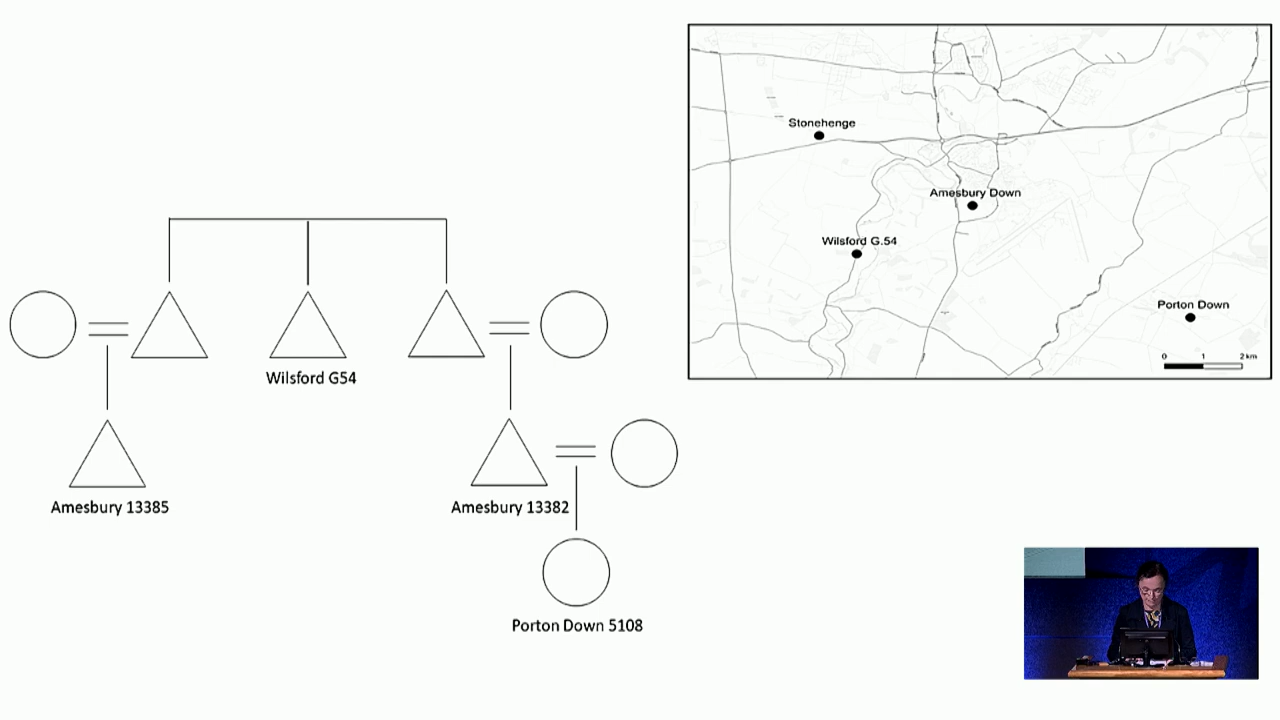 Wilsford G54
Amesbury 13385
Amesbury 13382
Porton Down 5108
Stonehenge
Amesbury Down
Wilsford G.54
Porton Down
0 1 2 km